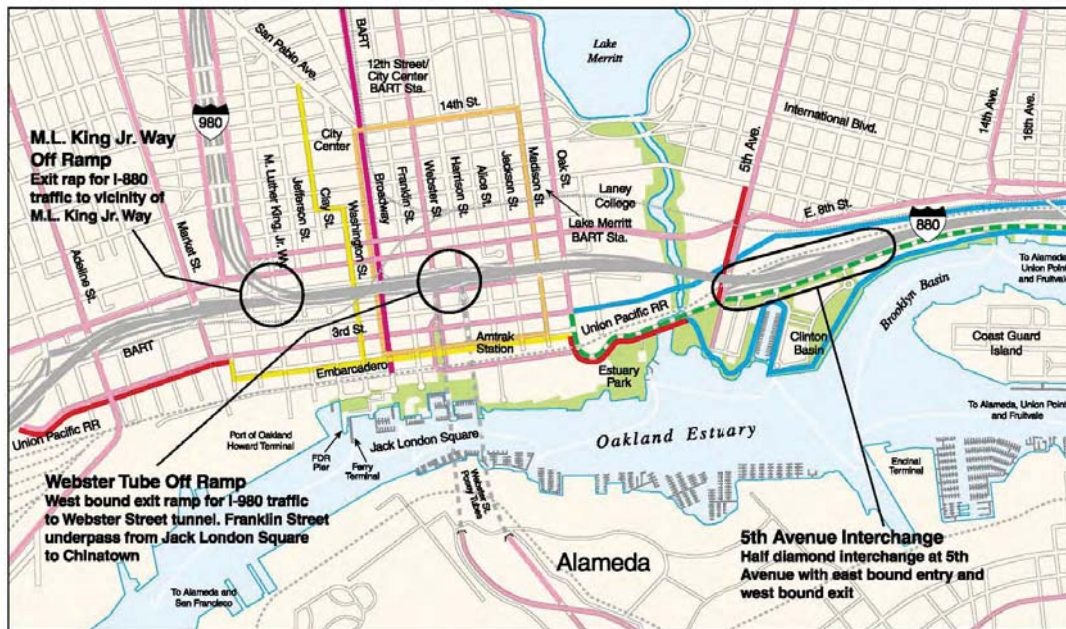 San Pablo Ave.
BART
12th Street/
City Center
BART Sta.
Lake
Merritt
980
14th St.
International Blvd.
14th Ave.
16th Ave.
5th Ave.
M.L. King Jr. Way
Off Ramp
Exit rap for I-880
traffic to vicinity of
M.L. King Jr. Way
City
Center
M. Luther King, Jr. Way
Jefferson St.
Clay St.
Washington St.
Broadway
Franklin St.
Webster St.
Harrison St.
Alice St.
Jackson St.
Madison St.
Oak St.
Laney
College
Lake Merritt
BART Sta.
E. 8th St.
880
Adeline St.
Market St.
To Alameda,
Union Point
and Fruitvale
Brooklyn Basin
BART
3rd St.
Union Pacific RR
Amtrak
Station
Embarcadero
Clinton
Basin
Coast Guard
Island
Estuary
Park
Union Pacific RR
Port of Oakland
Howard Terminal
FDR
Pier
Ferry
Terminal
Jack London Square
Oakland Estuary
To Alameda, Union Point
and Fruitvale
Encinal
Terminal
Webster Tube Off Ramp
West bound exit ramp for I-980 traffic
to Webster Street tunnel. Franklin Street
underpass from Jack London Square
to Chinatown
Webster St.
Posey Tubes
Alameda
5th Avenue Interchange
Half diamond interchange at 5th
Avenue with east bound entry and
west bound exit
To Alameda and
San Francisco